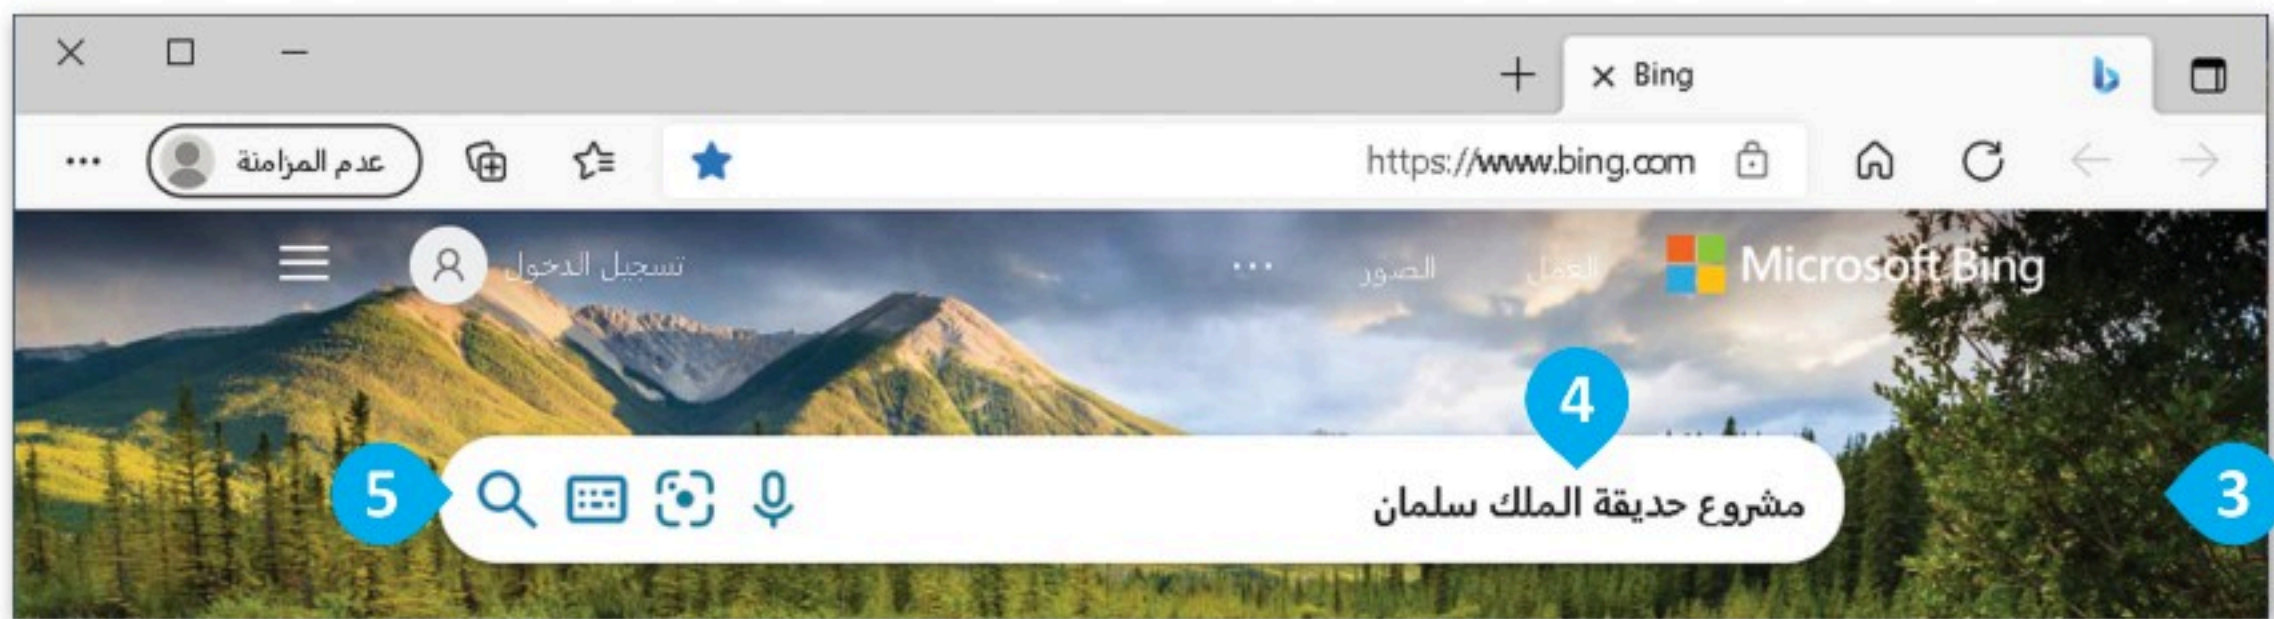 Bing
https://www.bing.com
عدم المزامنة
Microsoft Bing
العمل
الصور
...
تسجيل الدخول
4
3
مشروع حديقة الملك سلمان
5